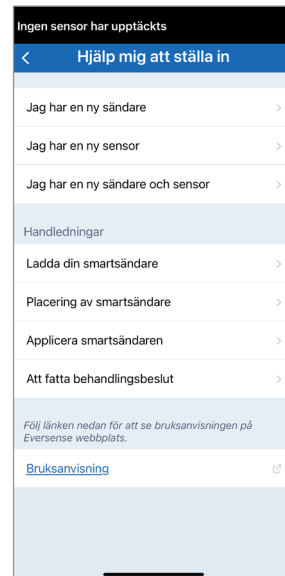 Ingen sensor har upptäckts
Hjälp mig att ställa in
Jag har en ny sändare
Jag har en ny sensor
Jag har en ny sändare och sensor
Handledningar
Ladda din smartsändare
Placering av smartsändare
Applicera smartsändaren
Att fatta behandlingsbeslut
Följ länken nedan för att se bruksanvisningen på
Eversense webbplats.
Bruksanvisning